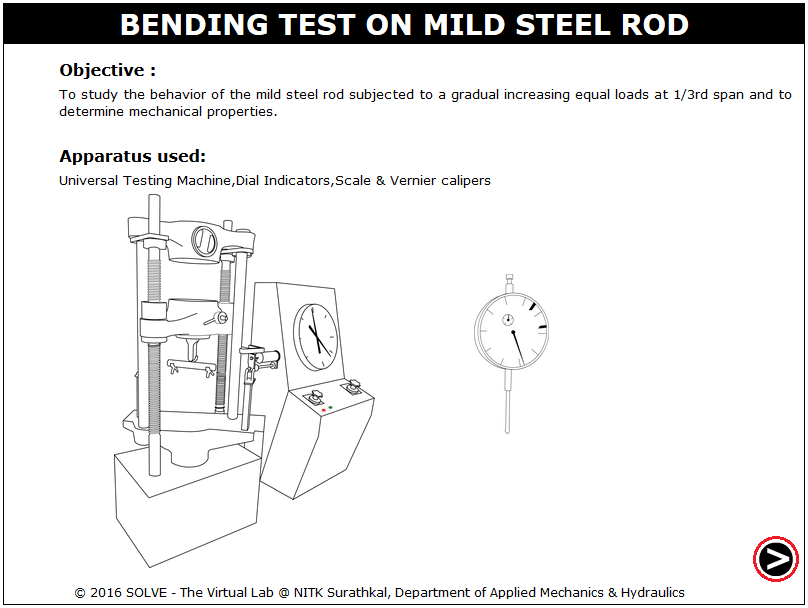 BENDING TEST ON MILD STEEL ROD
Objective :
To study the behavior of the mild steel rod subjected to a gradual increasing equal loads at 1/3rd span and to
determine mechanical properties.
Apparatus used:
Universal Testing Machine,Dial Indicators,Scale & Vernier calipers
© 2016 SOLVE - The Virtual Lab @ NITK Surathkal, Department of Applied Mechanics & Hydraulics